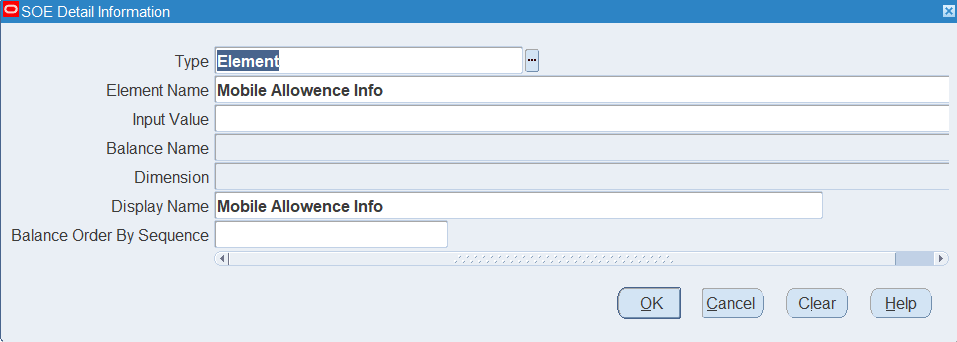 SOE Detail Information
Type Element ...
Element Name Mobile Allowence Info
Input Value
Balance Name
Dimension
Display Name Mobile Allowence Info
Balance Order By Sequence
OK Cancel Clear Help